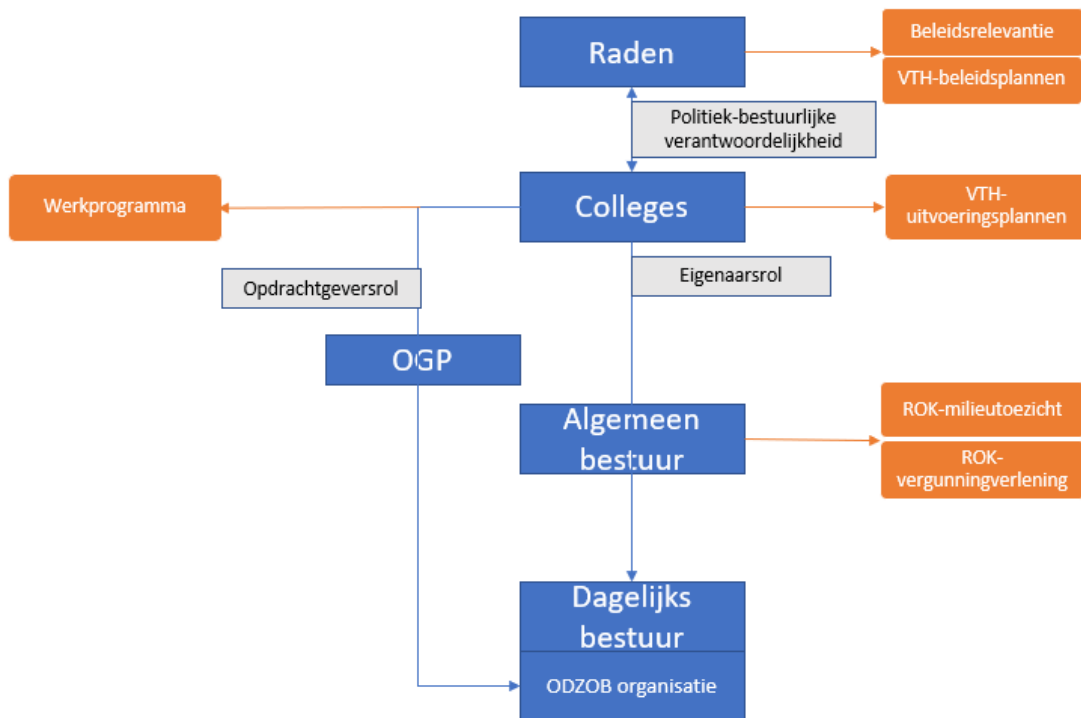 Raden
Beleidsrelevantie
VTH-beleidsplannen
Politiek-bestuurlijke
verantwoordelijkheid
Werkprogramma
Colleges
VTH-
uitvoeringsplannen
Opdrachtgeversrol
Eigenaarsrol
OGP
Algemeen
bestuur
ROK-milieutoezicht
ROK-
vergunningverlening
Dagelijks
bestuur
ODZOB organisatie